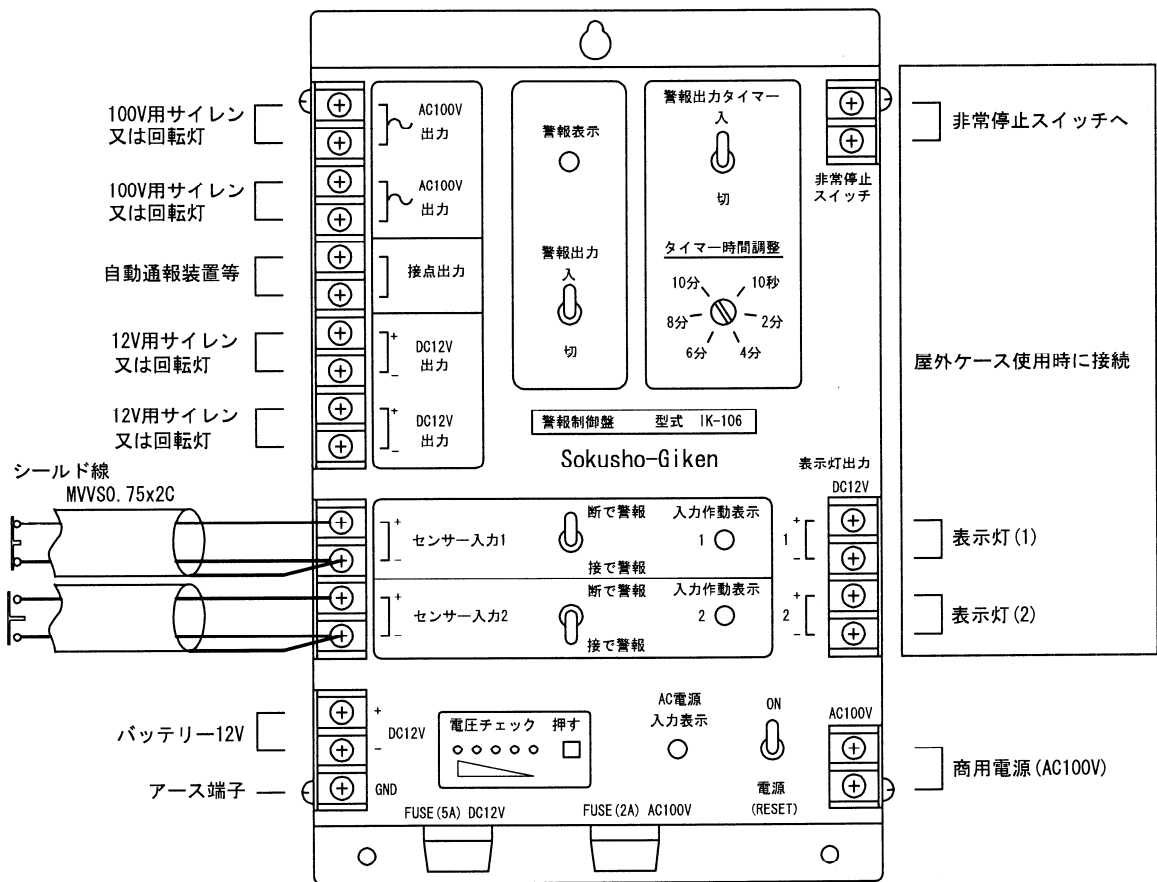 100V用サイレン
又は回転灯
100V用サイレン
又は回転灯
自動通報装置等
12V用サイレン
又は回転灯
12V用サイレン
又は回転灯
シールド線
MVVS0.75x2C
バッテリー12V
アース端子
AC100V
出力
AC100V
出力
接点出力
+
DC12V
出力
−
+
DC12V
出力
−
警報表示
警報出力
入
切
警報出力タイマー
入
切
タイマー時間調整
10分
10秒
8分
2分
6分
4分
非常停止
スイッチ
非常停止スイッチへ
屋外ケース使用時に接続
警報制御盤 型式 IK-106
Sokusho-Giken
表示灯出力
DC12V
+
センサー入力1
−
断で警報
接で警報
入力作動表示
1
+
1
−
表示灯(1)
+
センサー入力2
−
断で警報
接で警報
入力作動表示
2
+
2
−
表示灯(2)
+
DC12V
−
GND
電圧チェック 押す
AC電源
入力表示
ON
電源
(RESET)
AC100V
商用電源(AC100V)
FUSE(5A) DC12V
FUSE(2A) AC100V